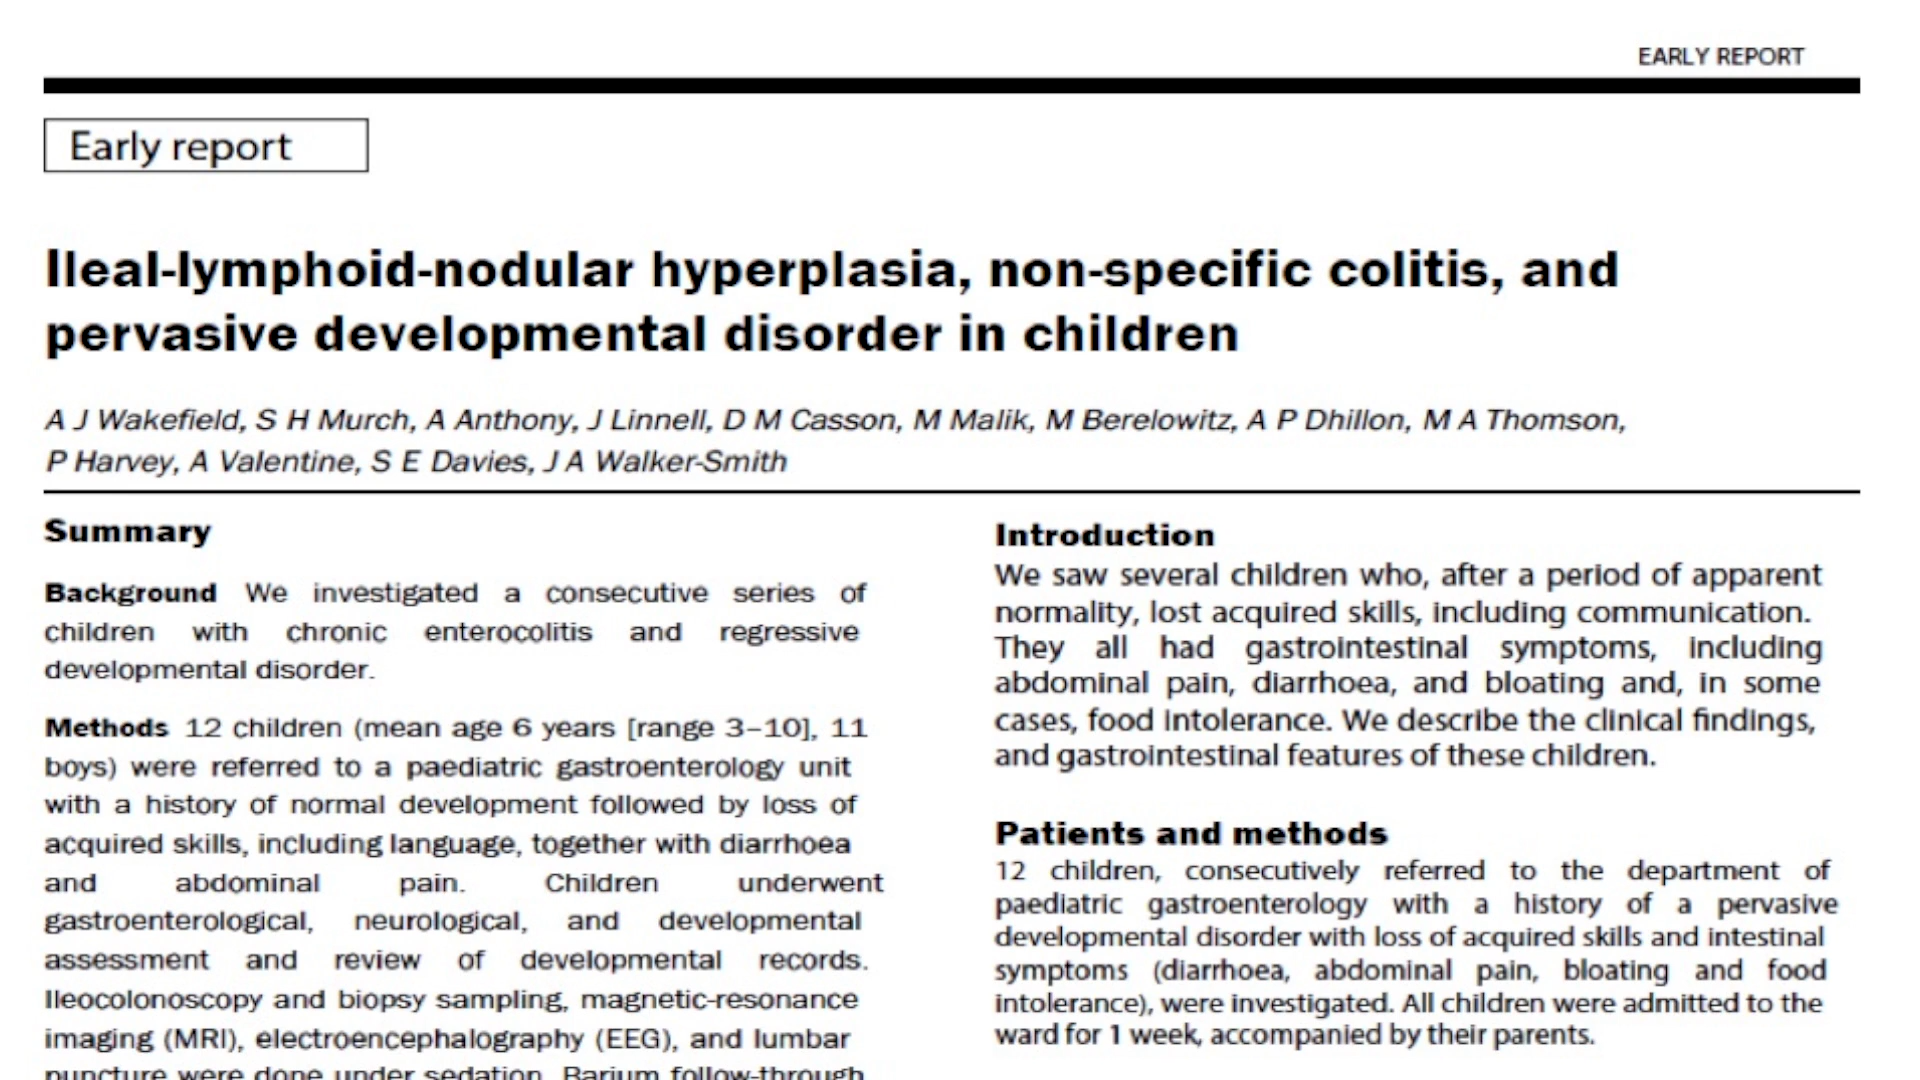 EARLY REPORT
Early report
Ileal-lymphoid-nodular hyperplasia, non-specific colitis, and
pervasive developmental disorder in children
A J Wakefield, S H Murch, A Anthony, J Linnell, D M Casson, M Malik, M Berelowitz, A P Dhillon, M A Thomson,
P Harvey, A Valentine, S E Davies, J A Walker-Smith
Summary
Background We investigated a consecutive series of
children with chronic enterocolitis and regressive
developmental disorder.
Methods 12 children (mean age 6 years [range 3–10], 11
boys) were referred to a paediatric gastroenterology unit
with a history of normal development followed by loss of
acquired skills, including language, together with diarrhoea
and abdominal pain. Children underwent
gastroenterological, neurological, and developmental
assessment and review of developmental records.
Ileocolonoscopy and biopsy sampling, magnetic-resonance
imaging (MRI), electroencephalography (EEG), and lumbar
puncture were done under sedation. Barium follow-through
Introduction
We saw several children who, after a period of apparent
normality, lost acquired skills, including communication.
They all had gastrointestinal symptoms, including
abdominal pain, diarrhoea, and bloating and, in some
cases, food intolerance. We describe the clinical findings,
and gastrointestinal features of these children.
Patients and methods
12 children, consecutively referred to the department of
paediatric gastroenterology with a history of a pervasive
developmental disorder with loss of acquired skills and intestinal
symptoms (diarrhoea, abdominal pain, bloating and food
intolerance), were investigated. All children were admitted to the
ward for 1 week, accompanied by their parents.